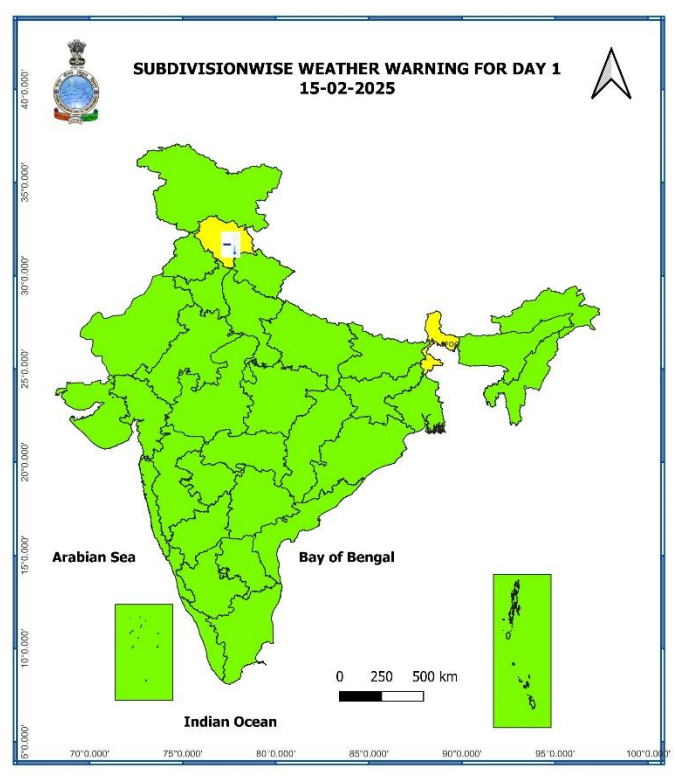 SUBDIVISIONWISE WEATHER WARNING FOR DAY 1
15-02-2025
40°0.000'
35°0.000'
30°0.000'
25°0.000'
20°0.000'
15°0.000'
10°0.000'
5°0.000'
Arabian Sea
Bay of Bengal
0 250 500 km
Indian Ocean
70°0.000' 75°0.000' 80°0.000' 85°0.000' 90°0.000' 95°0.000' 100°0.000'